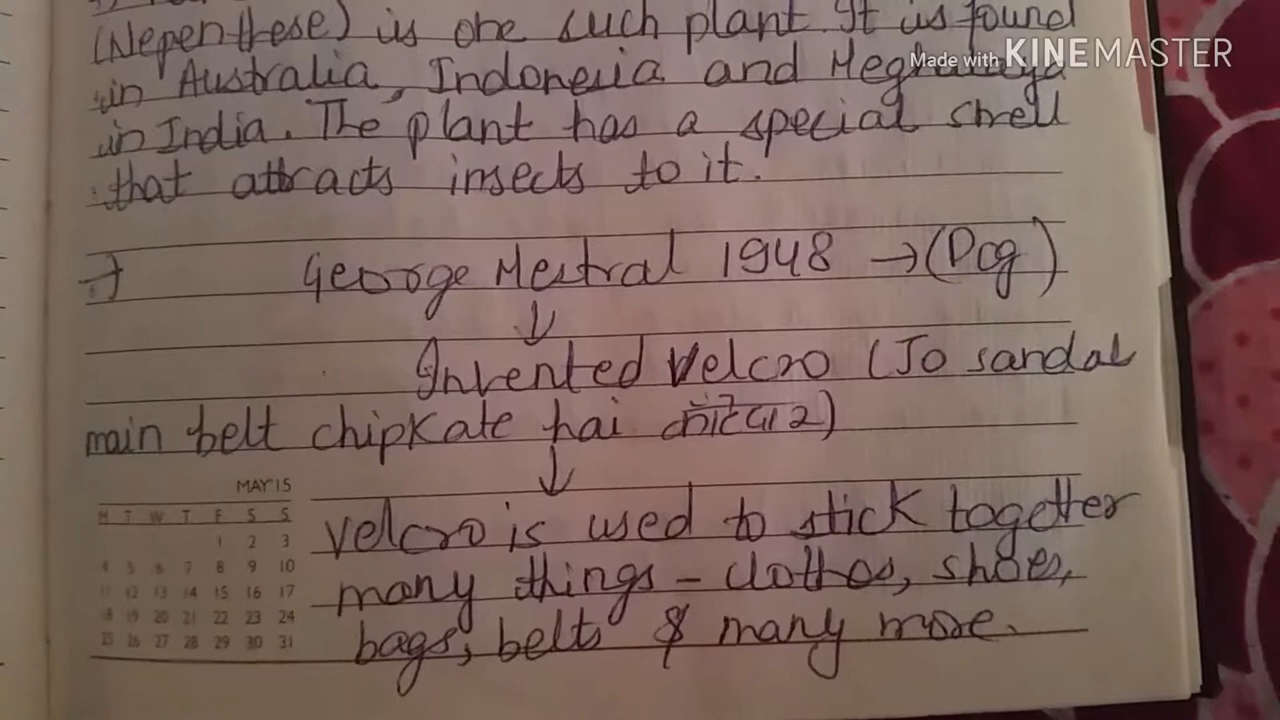 (Nepenthese) is one such plant. It is found
Made with KINEMASTER
in Australia, Indonesia and Meghalaya
in India. The plant has a special smell
that attracts insects to it.
→ George Mestral 1948 → (Dog)
↓
Invented Velcro (Jo sandal
main belt chipkate hai
↓
MAY'15
M T W T F S S
1 2 3
4 5 6 7 8 9 10
11 12 13 14 15 16 17
18 19 20 21 22 23 24
25 26 27 28 29 30 31
Velcro is used to stick together
many things - clothes, shoes,
bags, belts & many more.